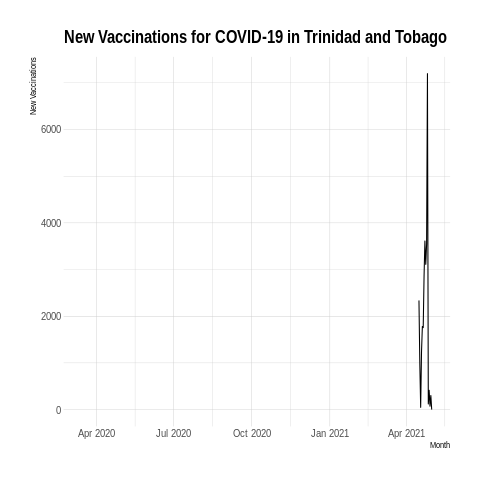 New Vaccinations for COVID-19 in Trinidad and Tobago
New Vaccinations
6000
4000
2000
0
Apr 2020 Jul 2020 Oct 2020 Jan 2021 Apr 2021
Month